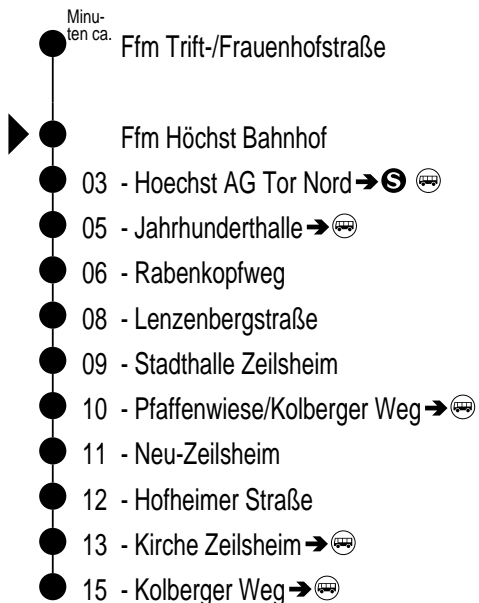 Minu-
ten ca.
Ffm Trift-/Frauenhofstraße
Ffm Höchst Bahnhof
03 - Hoechst AG Tor Nord ➔ S
05 - Jahrhunderthalle ➔
06 - Rabenkopfweg
08 - Lenzenbergstraße
09 - Stadthalle Zeilsheim
10 - Pfaffenwiese/Kolberger Weg ➔
11 - Neu-Zeilsheim
12 - Hofheimer Straße
13 - Kirche Zeilsheim ➔
15 - Kolberger Weg ➔